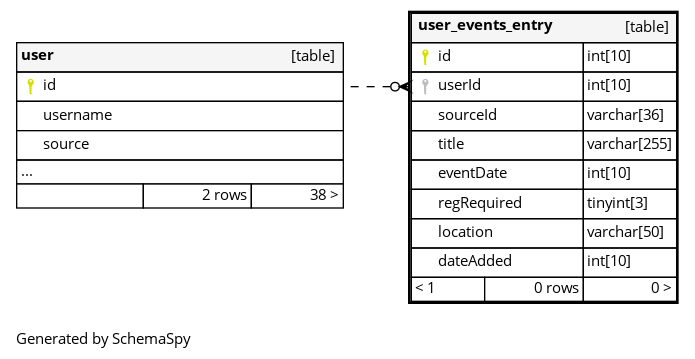 user [table]
id
username
source
...
2 rows 38 >
user_events_entry [table]
id int[10]
userId int[10]
sourceId varchar[36]
title varchar[255]
eventDate int[10]
regRequired tinyint[3]
location varchar[50]
dateAdded int[10]
< 1 0 rows 0 >
Generated by SchemaSpy